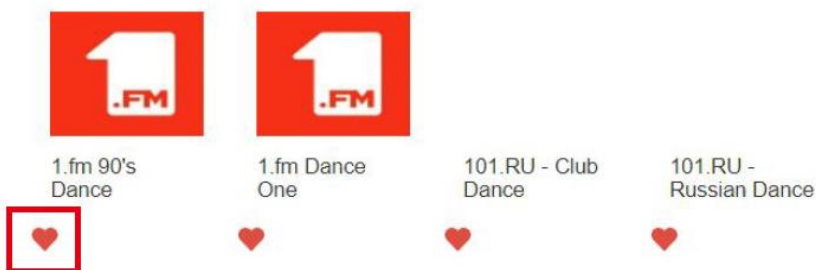 .FM
.FM
1.fm 90's
Dance
1.fm Dance
One
101.RU - Club
Dance
101.RU -
Russian Dance